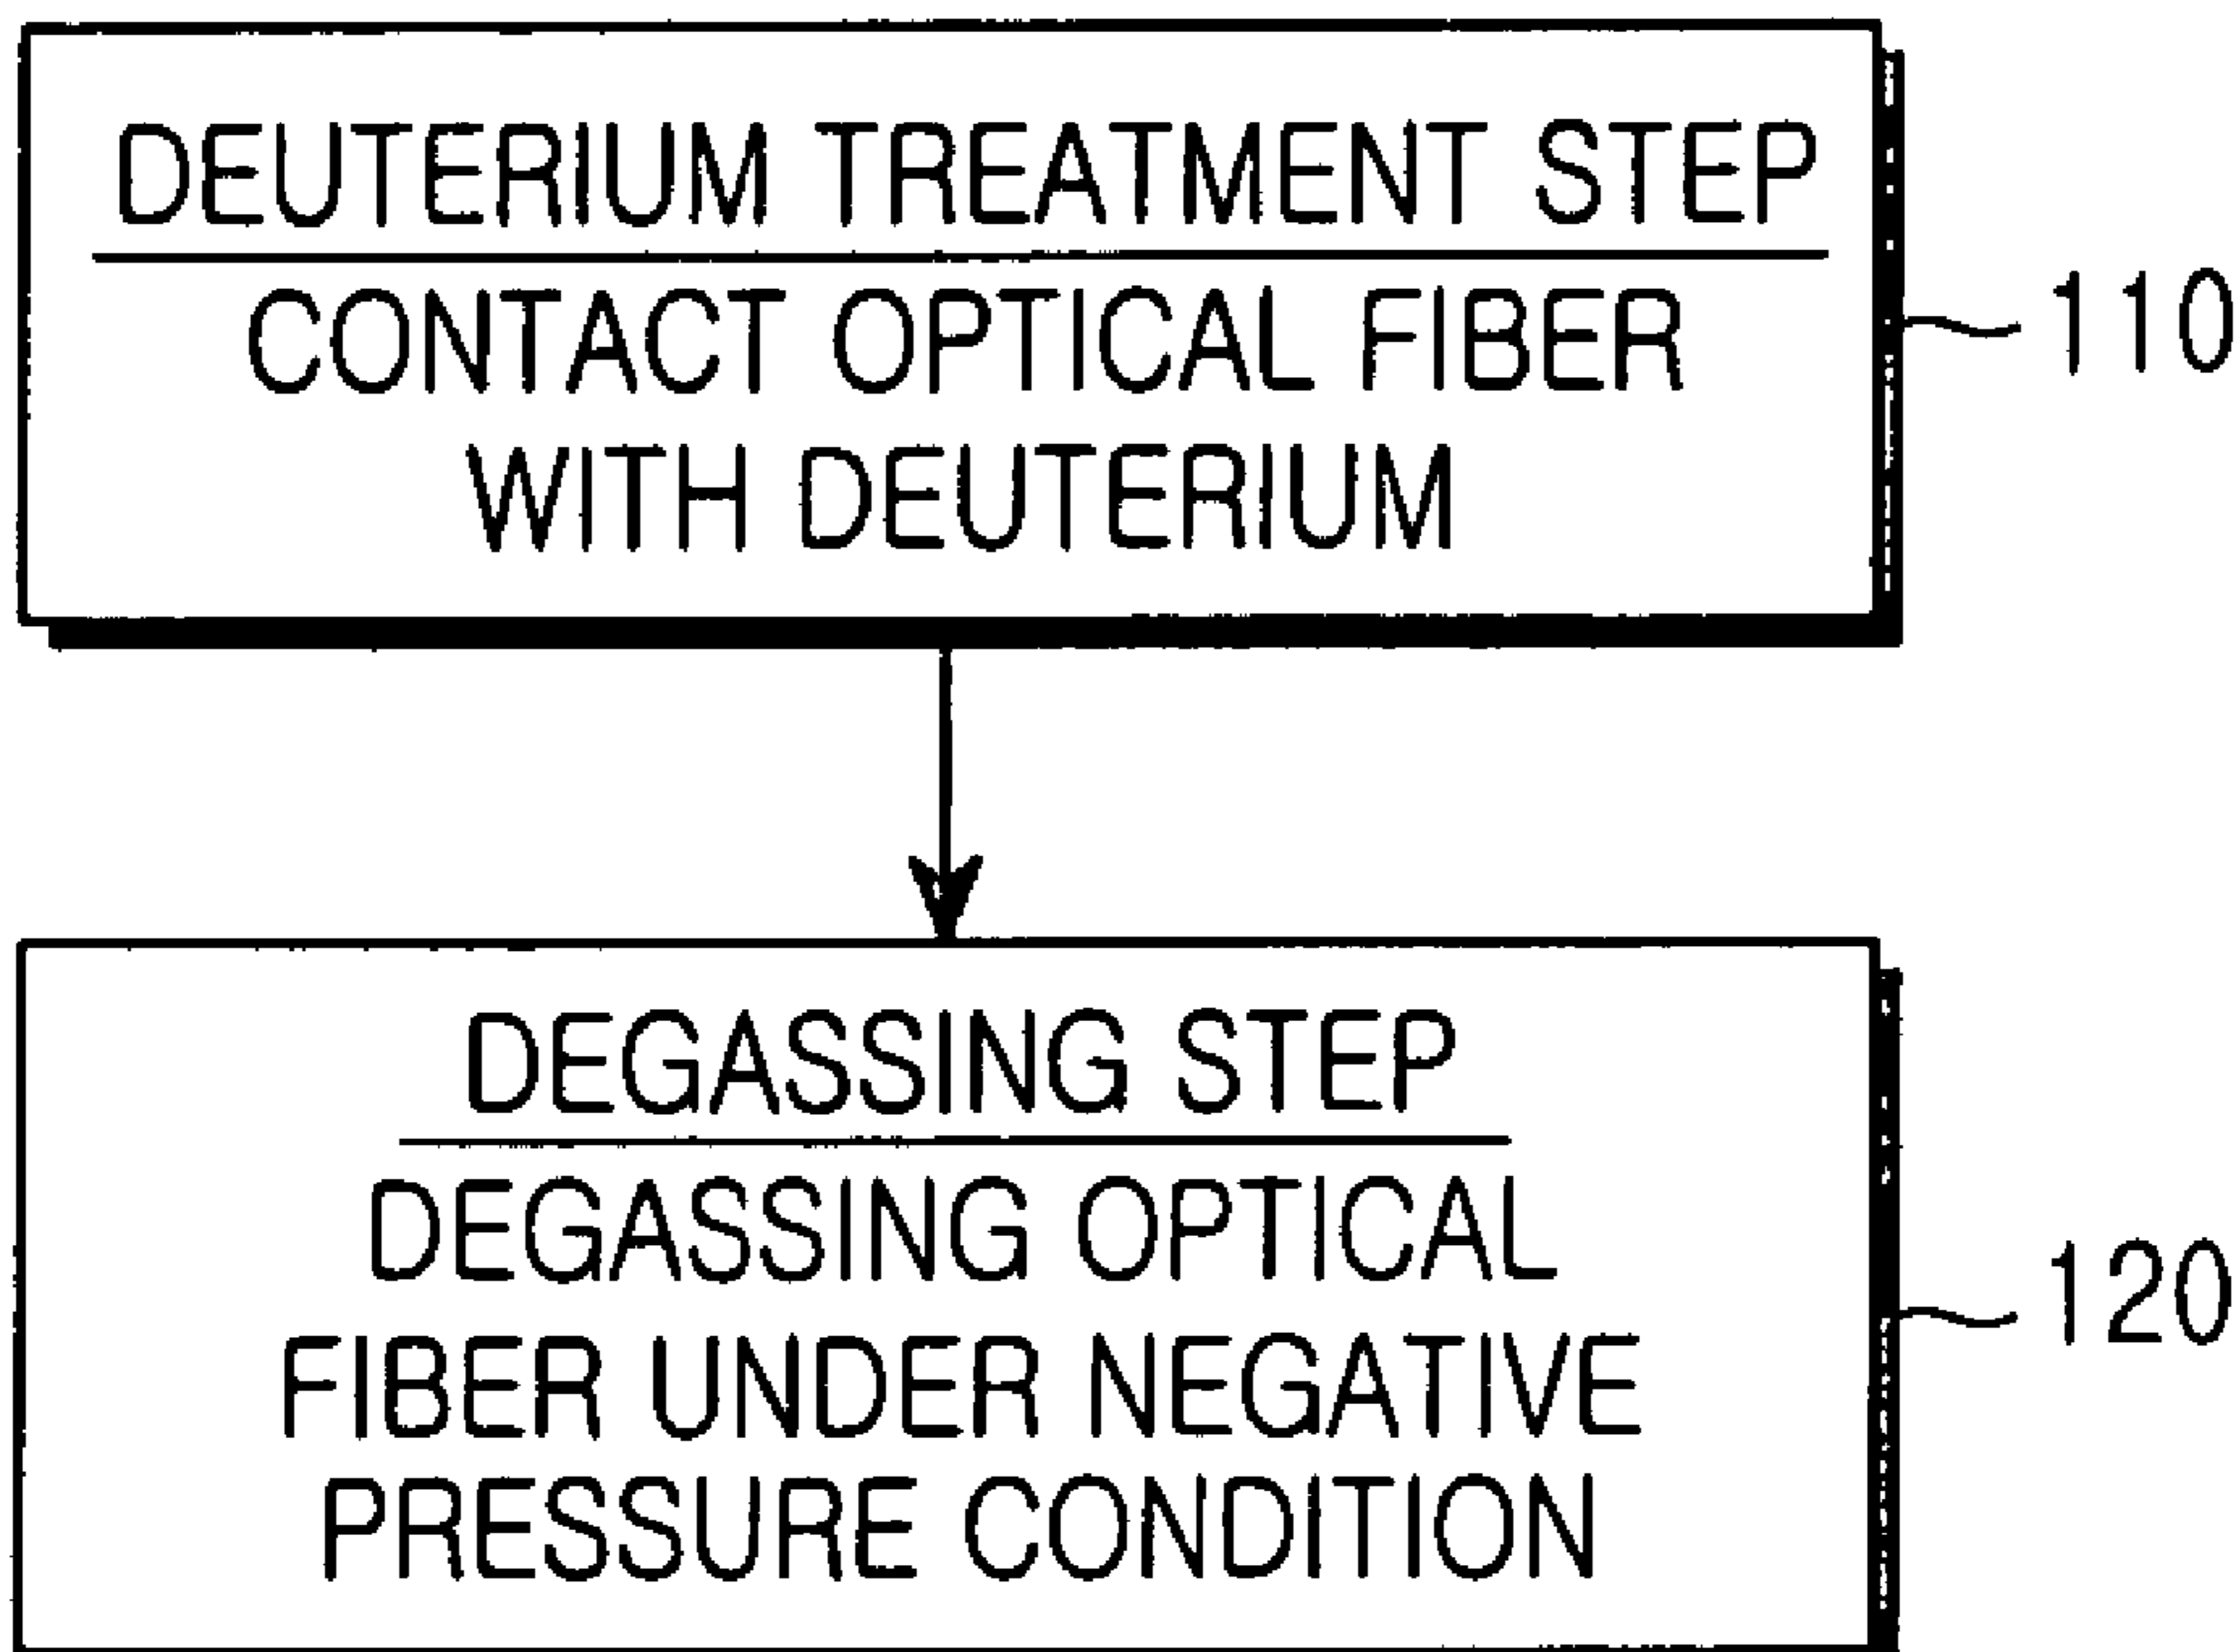 DEUTERIUM TREATMENT STEP
CONTACT OPTICAL FIBER
WITH DEUTERIUM
110
DEGASSING STEP
DEGASSING OPTICAL
FIBER UNDER NEGATIVE
PRESSURE CONDITION
120